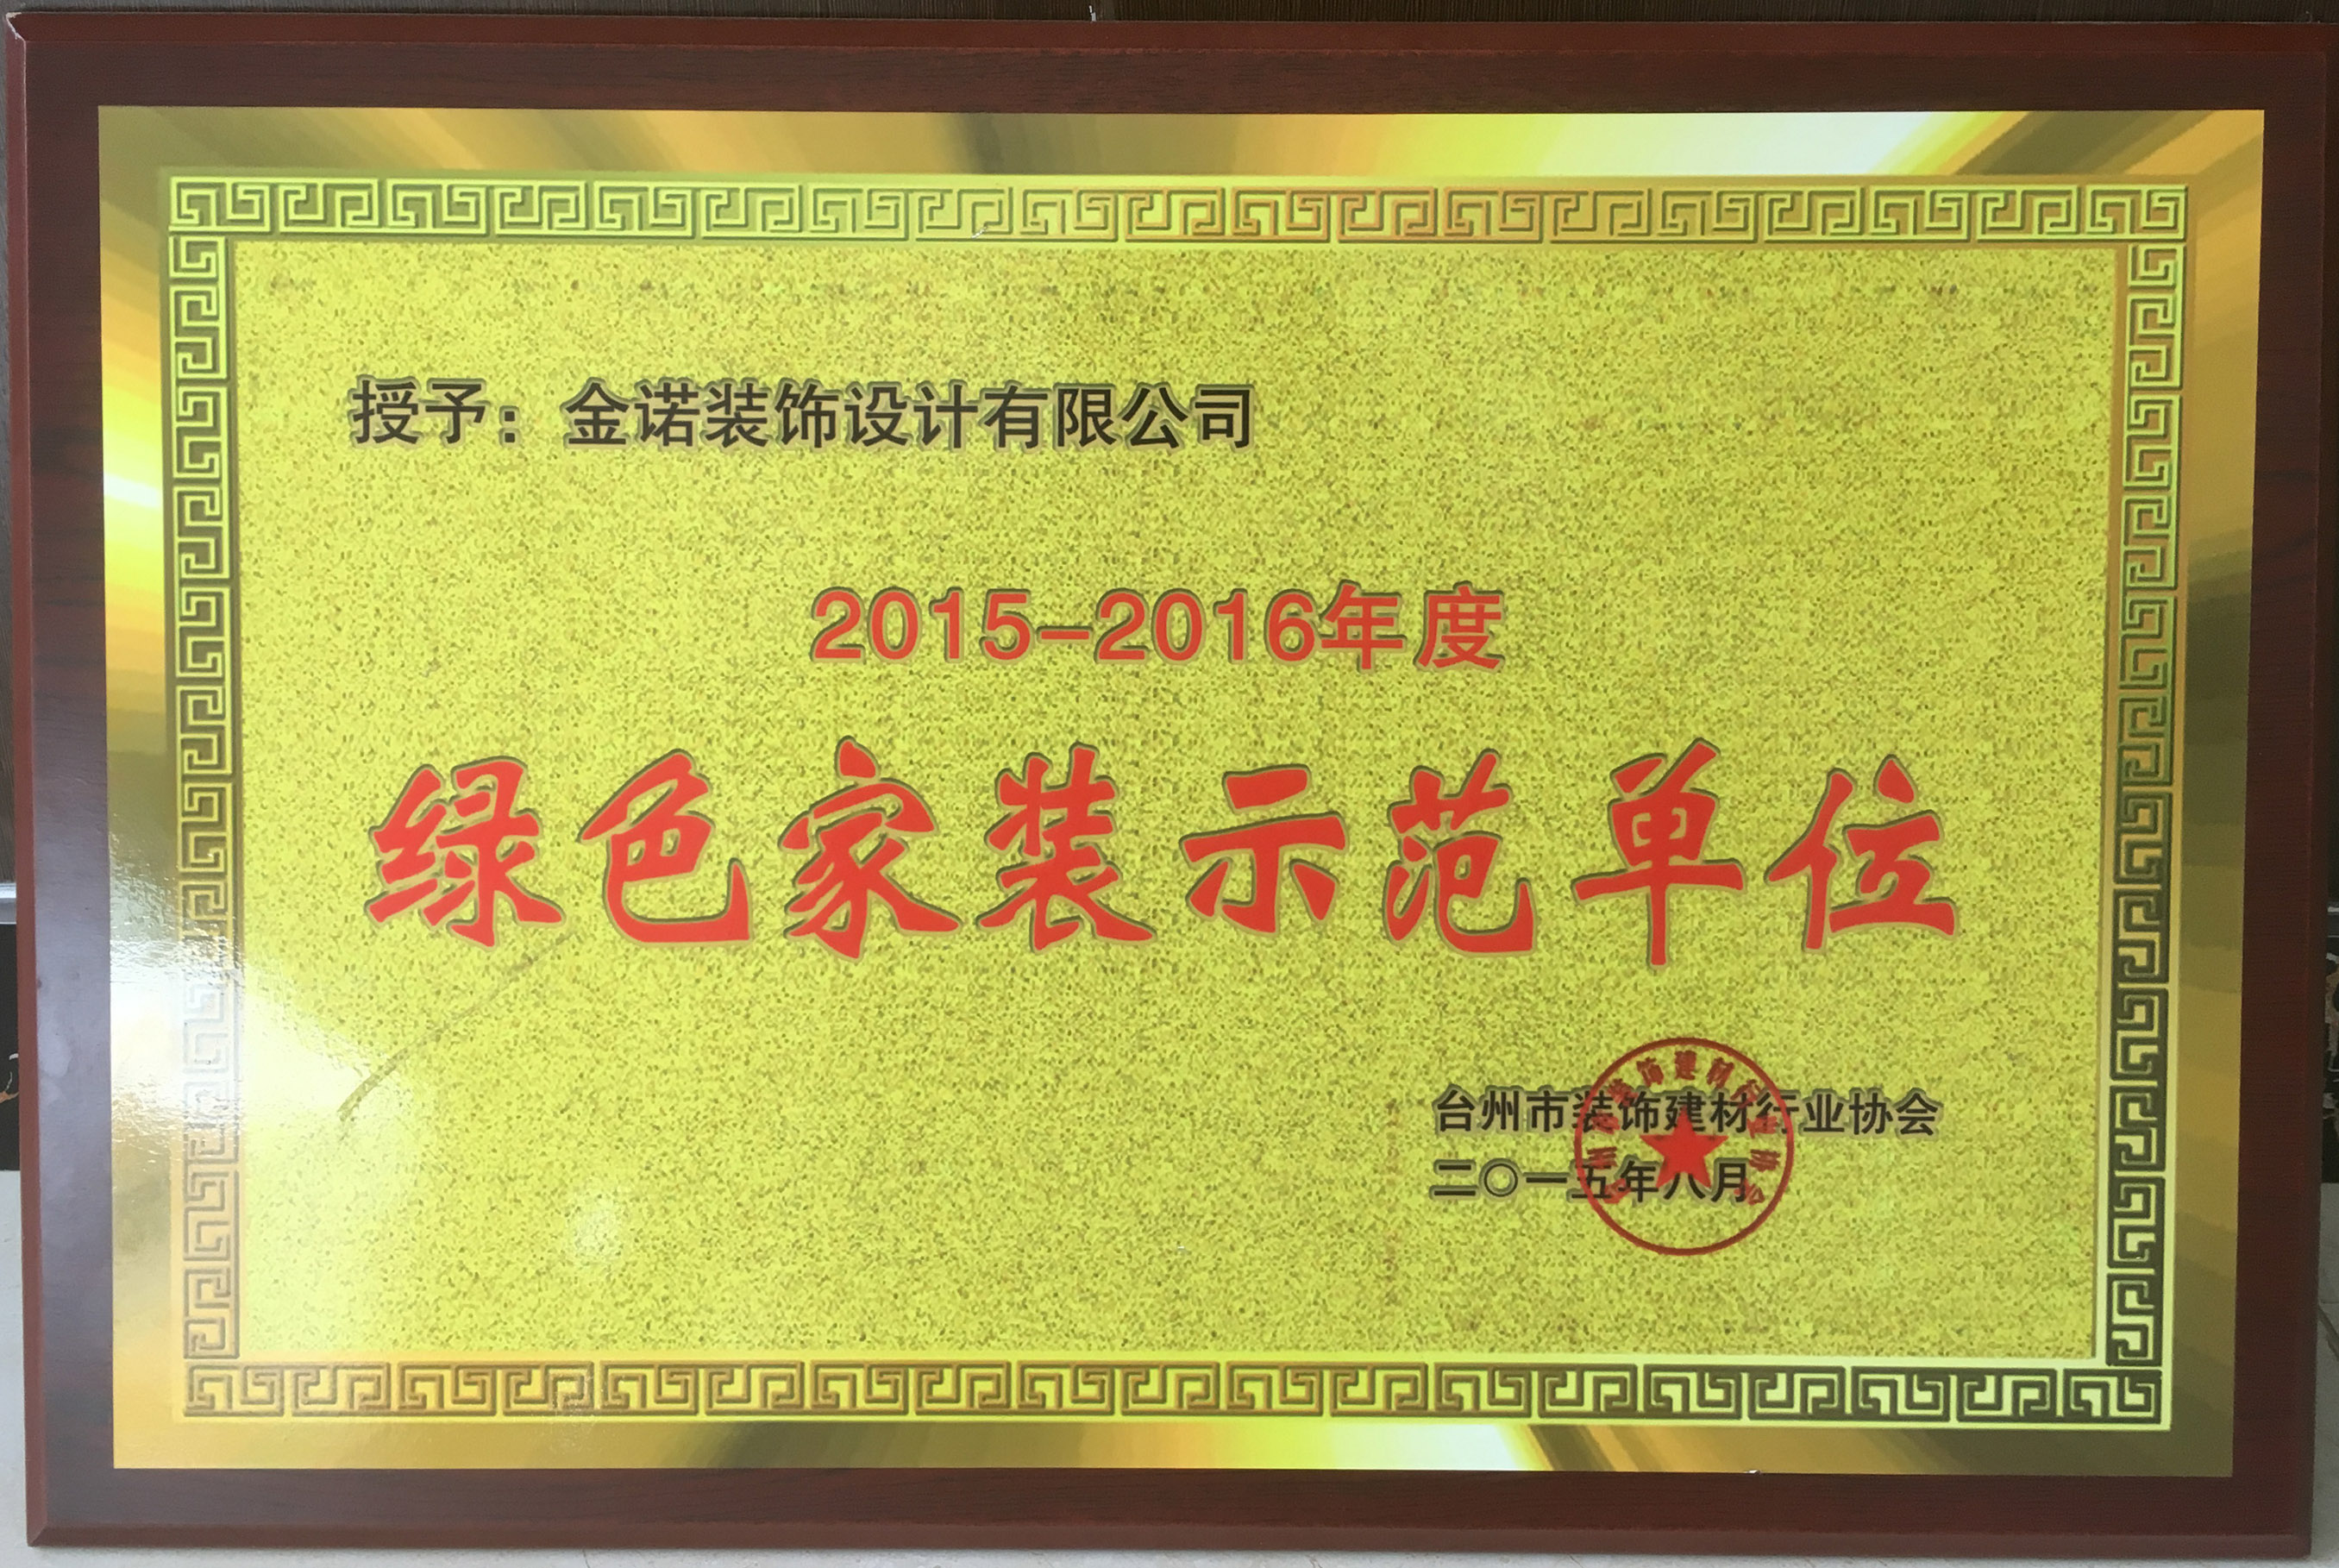 授予：金诺装饰设计有限公司
2015-2016年度
绿色家装示范单位
台州市装饰建材行业协会
二〇一五年八月